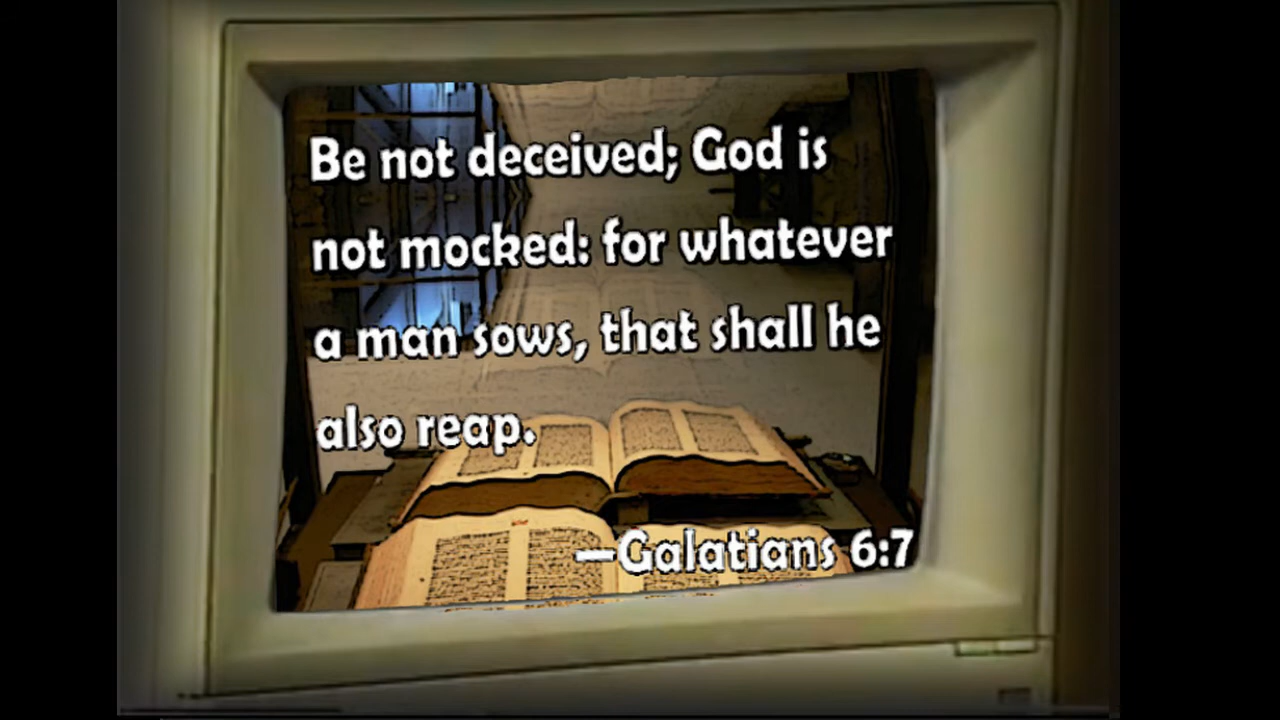 Be not deceived; God is
not mocked: for whatever
a man sows, that shall he
also reap.
—Galatians 6:7